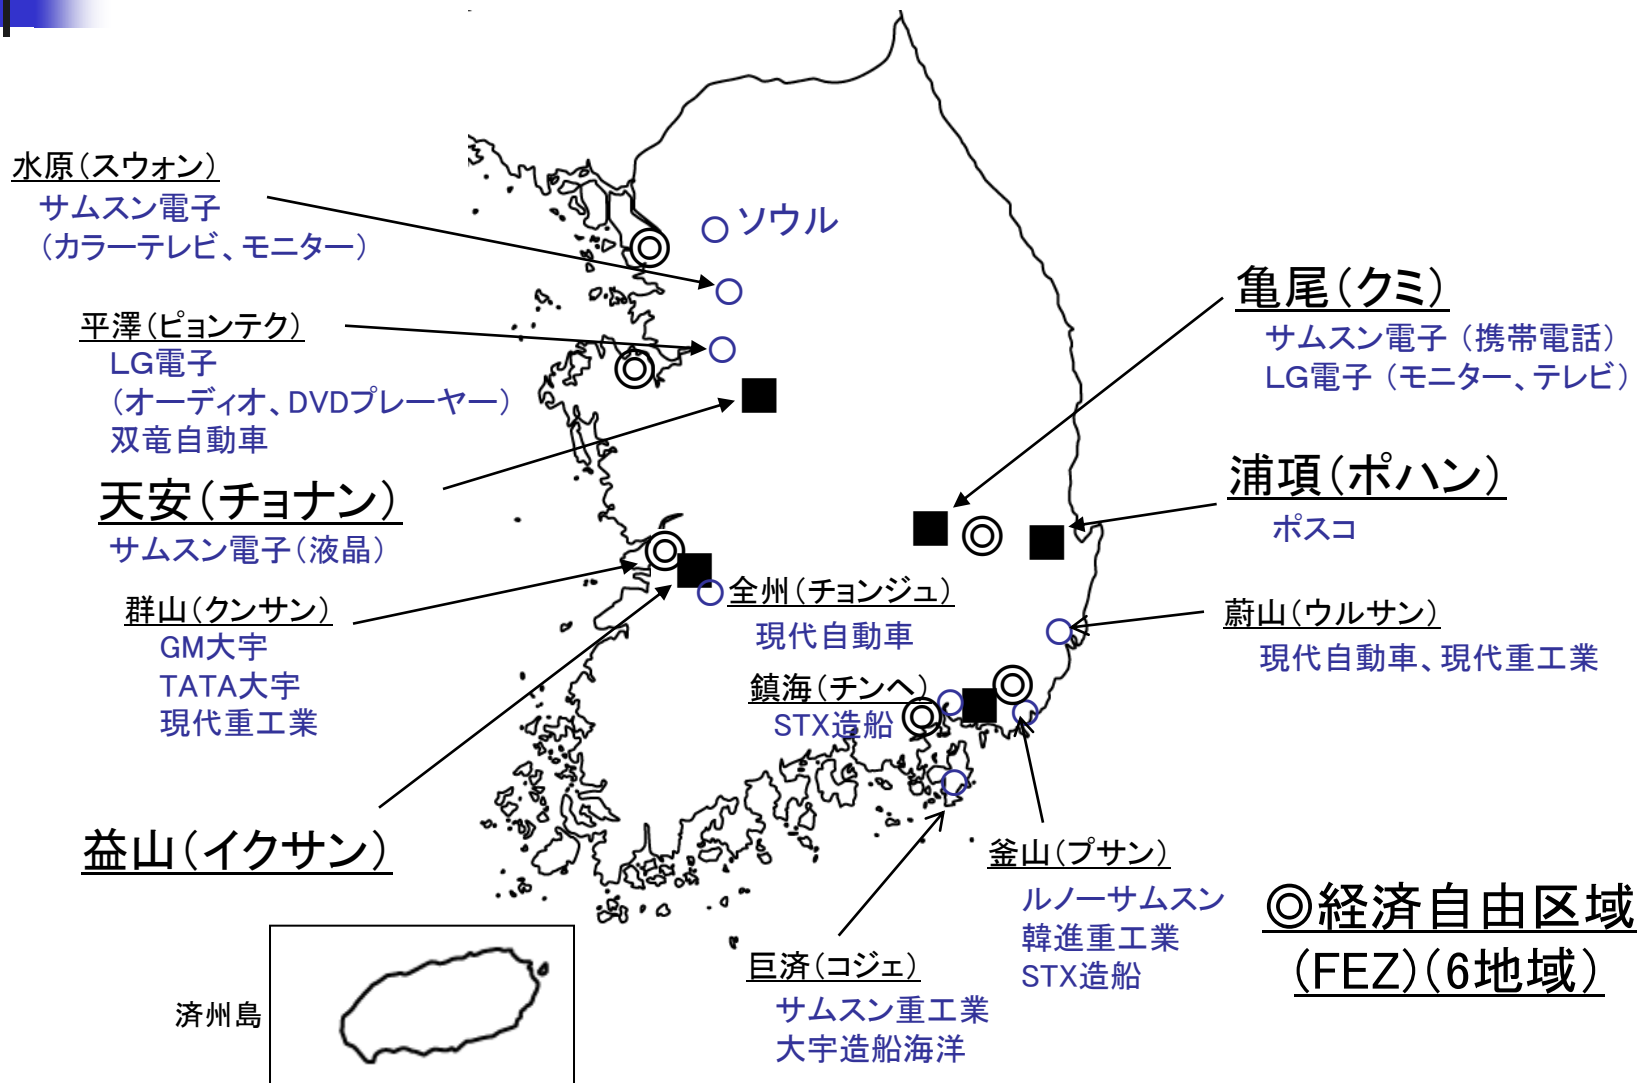 水原(スウォン)
サムスン電子
(カラーテレビ、モニター)
ソウル
平澤(ピョンテク)
LG電子
(オーディオ、DVDプレーヤー)
双竜自動車
天安(チョナン)
サムスン電子(液晶)
群山(クンサン)
GM大宇
TATA大宇
現代重工業
益山(イクサン)
全州(チョンジュ)
現代自動車
鎮海(チンヘ)
STX造船
亀尾(クミ)
サムスン電子(携帯電話)
LG電子(モニター、テレビ)
浦項(ポハン)
ポスコ
蔚山(ウルサン)
現代自動車、現代重工業
釜山(プサン)
ルノーサムスン
韓進重工業
STX造船
巨済(コジェ)
サムスン重工業
大宇造船海洋
済州島
◎経済自由区域
(FEZ)(6地域)